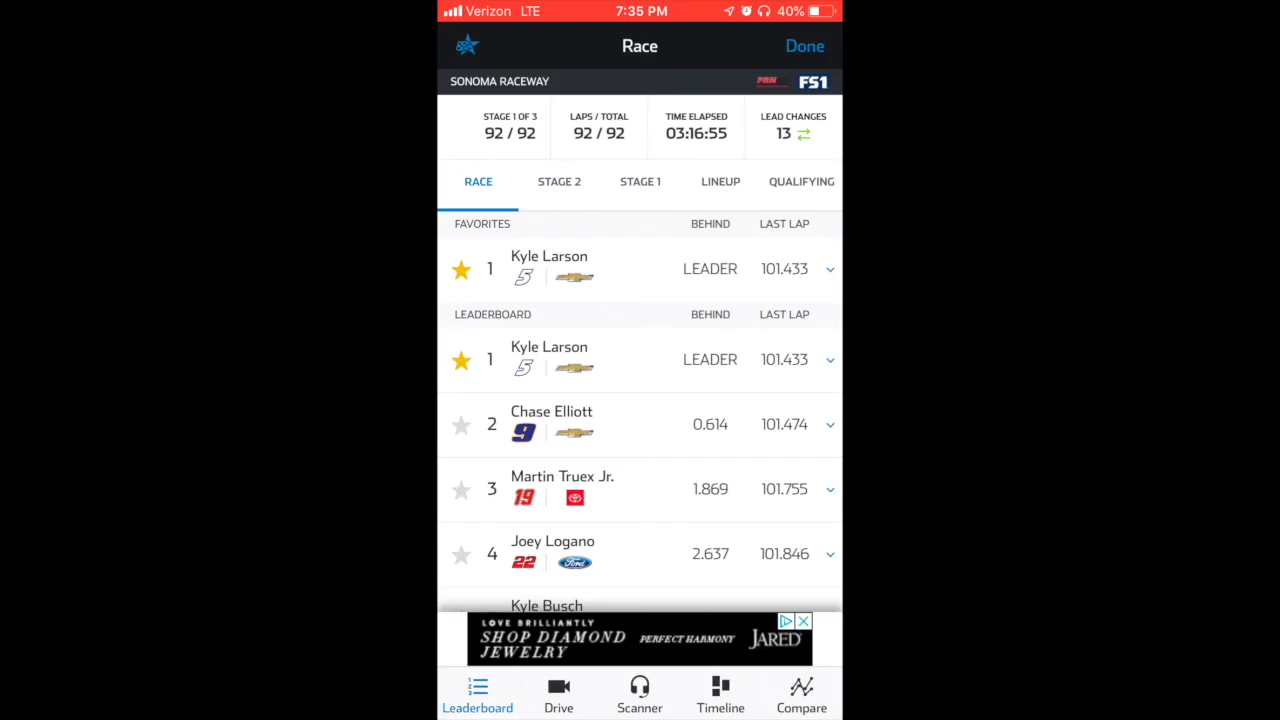 Verizon LTE 7:35 PM 40%
Race Done
SONOMA RACEWAY PRN FS1
STAGE 1 OF 3 LAPS / TOTAL TIME ELAPSED LEAD CHANGES
92 / 92 92 / 92 03:16:55 13
RACE STAGE 2 STAGE 1 LINEUP QUALIFYING
FAVORITES BEHIND LAST LAP
Kyle Larson
1 LEADER 101.433
5
LEADERBOARD BEHIND LAST LAP
Kyle Larson
1 LEADER 101.433
5
Chase Elliott
2 0.614 101.474
9
Martin Truex Jr.
3 1.869 101.755
19
Joey Logano
4 2.637 101.846
22 Ford
Kyle Busch
LOVE BRILLIANTLY
SHOP DIAMOND PERFECT HARMONY JARED
JEWELRY
Leaderboard Drive Scanner Timeline Compare